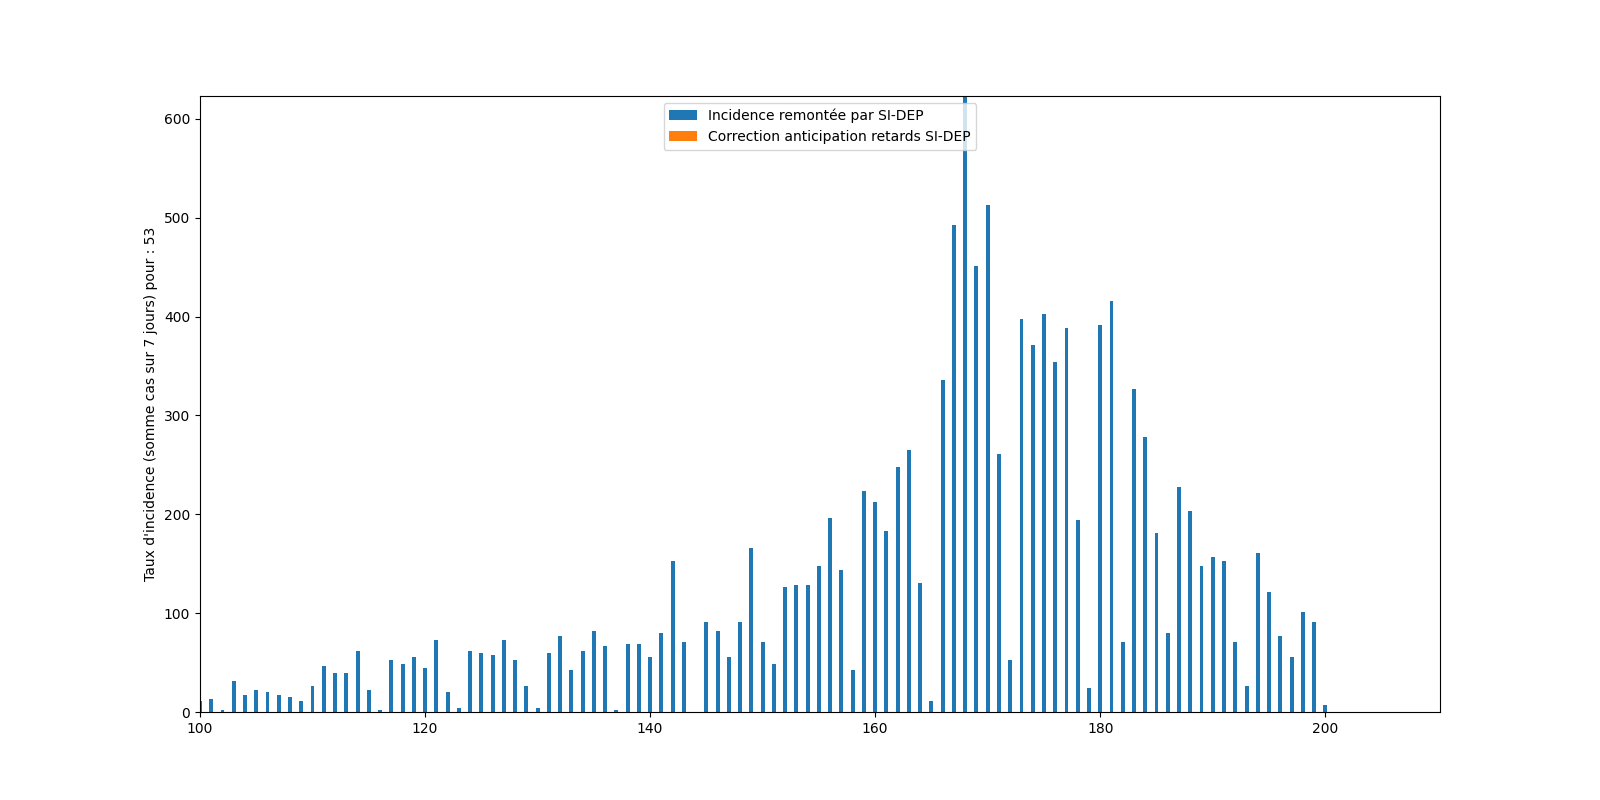 Incidence remontée par SI-DEP
Correction anticipation retards SI-DEP
Taux d'incidence (somme cas sur 7 jours) pour : 53
600
500
400
300
200
100
0
100 120 140 160 180 200